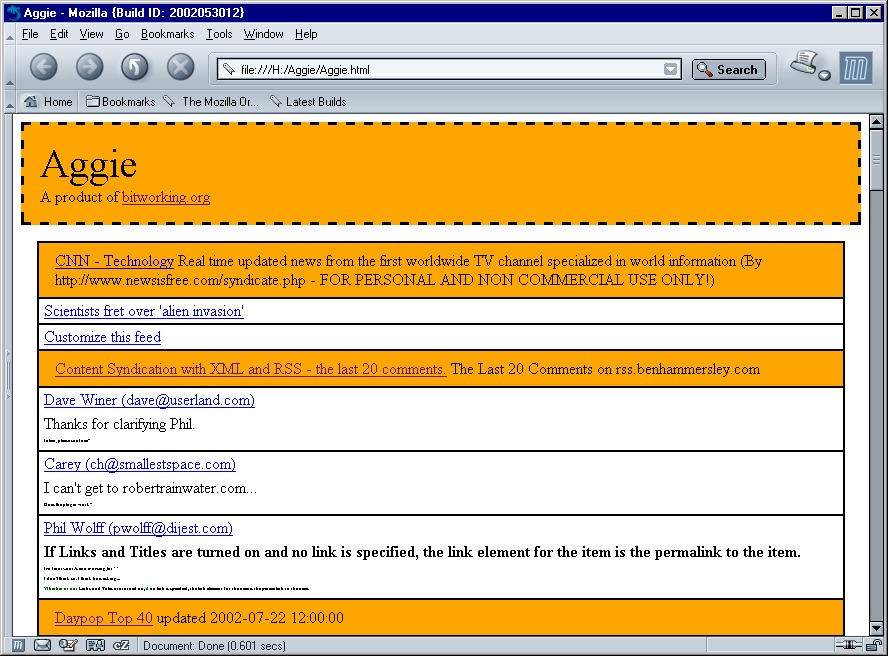 Aggie - Mozilla {Build ID: 2002053012}
File Edit View Go Bookmarks Tools Window Help
file:///H:/Aggie/Aggie.html
Search
Home Bookmarks The Mozilla Or... Latest Builds
Aggie
A product of bitworking.org
CNN - Technology Real time updated news from the first worldwide TV channel specialized in world information (By
http://www.newsisfree.com/syndicate.php - FOR PERSONAL AND NON COMMERCIAL USE ONLY!)
Scientists fret over 'alien invasion'
Customize this feed
Content Syndication with XML and RSS - the last 20 comments. The Last 20 Comments on rss.benhammersley.com
Dave Winer (dave@userland.com)
Thanks for clarifying Phil.
Carey (ch@smallestspace.com)
I can't get to robertrainwater.com...
Phil Wolff (pwolff@dijest.com)
If Links and Titles are turned on and no link is specified, the link element for the item is the permalink to the item.
Daypop Top 40 updated 2002-07-22 12:00:00
Document: Done (0.601 secs)